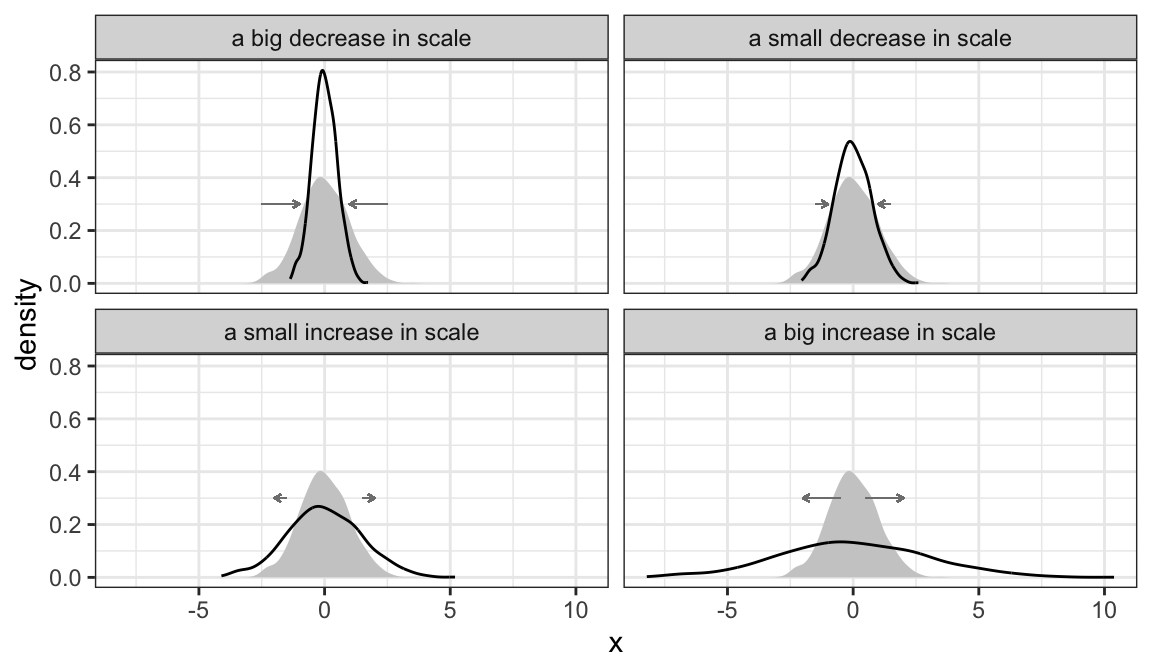 a big decrease in scale
a small decrease in scale
0.8
0.6
0.4
0.2
0.0
density
a small increase in scale
a big increase in scale
0.8
0.6
0.4
0.2
0.0
-5 0 5 10
-5 0 5 10
x